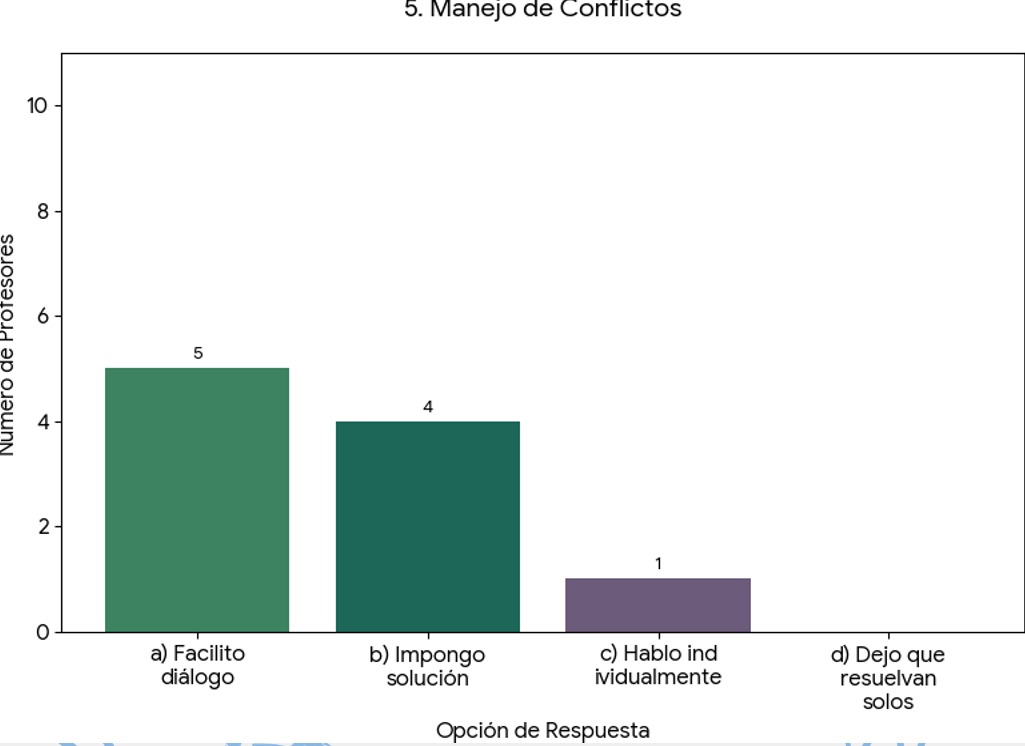 5. Manejo de Conflictos
Número de Profesores
10
8
6
4
2
0
5
4
1
a) Facilito
diálogo
b) Impongo
solución
c) Hablo ind
ividualmente
d) Dejo que
resuelvan
solos
Opción de Respuesta